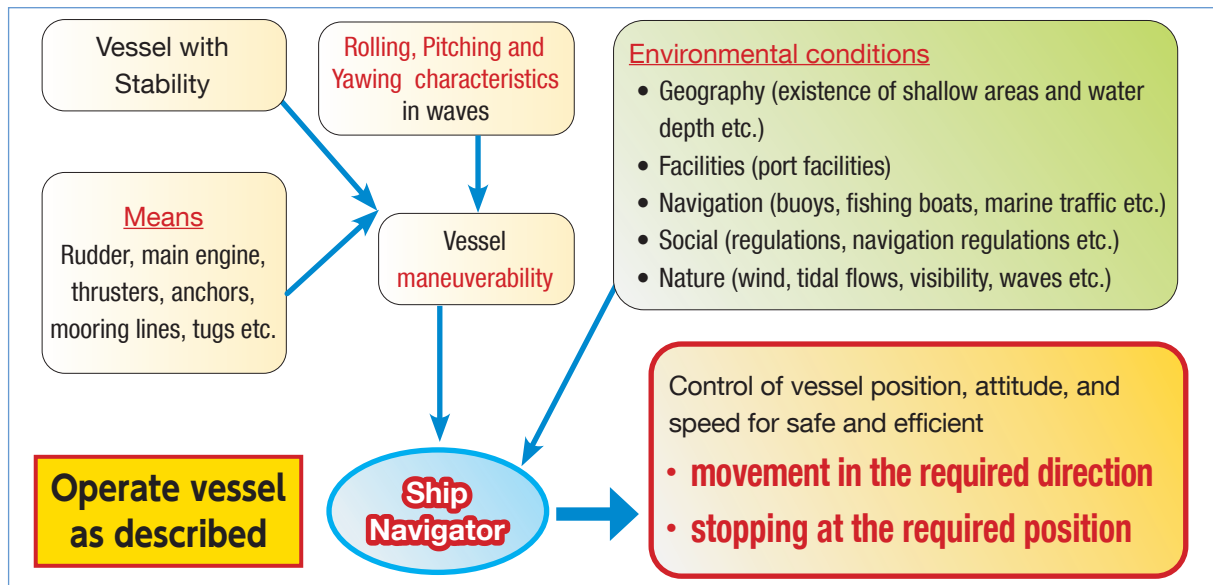 Vessel with
Stability
Rolling, Pitching and
Yawing characteristics
in waves
Environmental conditions
• Geography (existence of shallow areas and water
depth etc.)
• Facilities (port facilities)
• Navigation (buoys, fishing boats, marine traffic etc.)
• Social (regulations, navigation regulations etc.)
• Nature (wind, tidal flows, visibility, waves etc.)
Means
Rudder, main engine,
thrusters, anchors,
mooring lines, tugs etc.
Vessel
maneuverability
Control of vessel position, attitude, and
speed for safe and efficient
• movement in the required direction
• stopping at the required position
Operate vessel
as described
Ship
Navigator